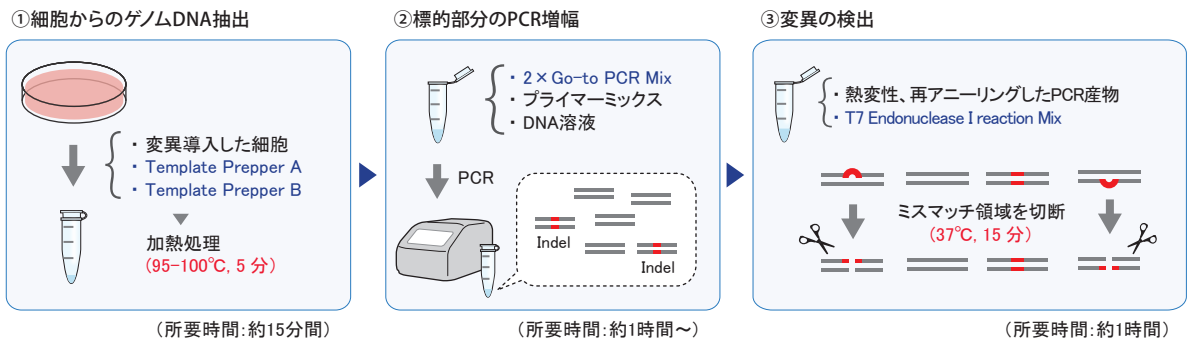 ①細胞からのゲノムDNA抽出
・ 変異導入した細胞
・ Template Prepper A
・ Template Prepper B
加熱処理
(95-100℃, 5 分)
(所要時間:約15分間)
②標的部分のPCR増幅
・ 2×Go-to PCR Mix
・ プライマーミックス
・ DNA溶液
PCR
Indel
Indel
(所要時間:約1時間~)
③変異の検出
・ 熱変性、再アニーリングしたPCR産物
・ T7 Endonuclease I reaction Mix
ミスマッチ領域を切断
(37℃, 15 分)
(所要時間:約1時間)